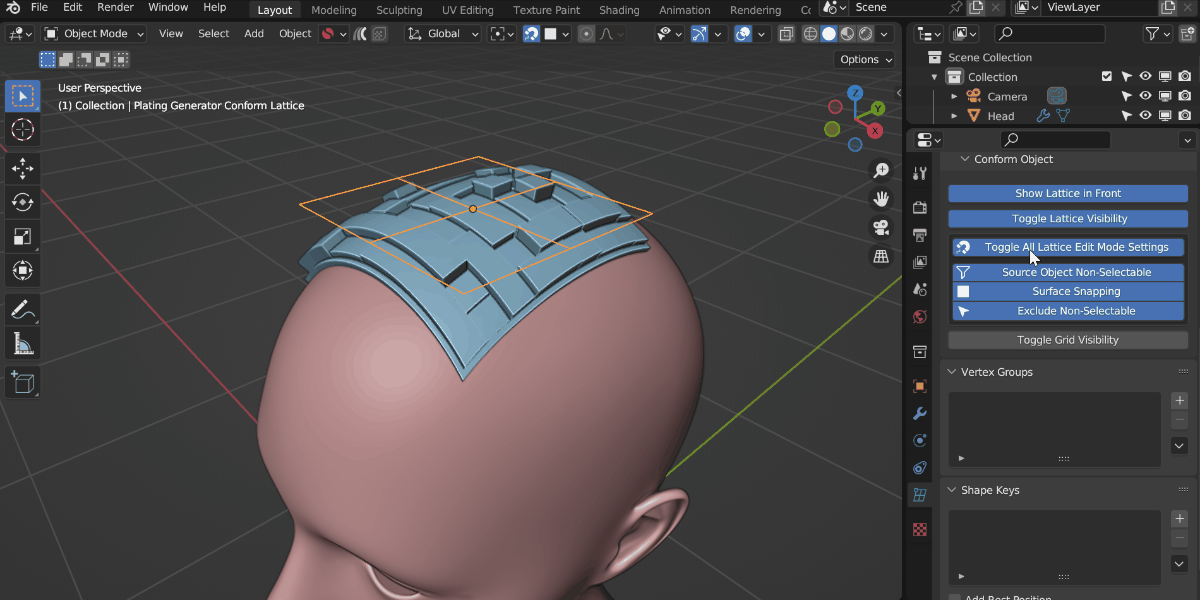 File Edit Render Window Help Layout Modeling Sculpting UV Editing Texture Paint Shading Animation Rendering Scene ViewLayer
Object Mode View Select Add Object Global
Options
User Perspective
(1) Collection | Plating Generator Conform Lattice
Z
Y
X
Scene Collection
Collection
Camera
Head
Conform Object
Show Lattice in Front
Toggle Lattice Visibility
Toggle All Lattice Edit Mode Settings
Source Object Non-Selectable
Surface Snapping
Exclude Non-Selectable
Toggle Grid Visibility
Vertex Groups
Shape Keys
Add Rest Position